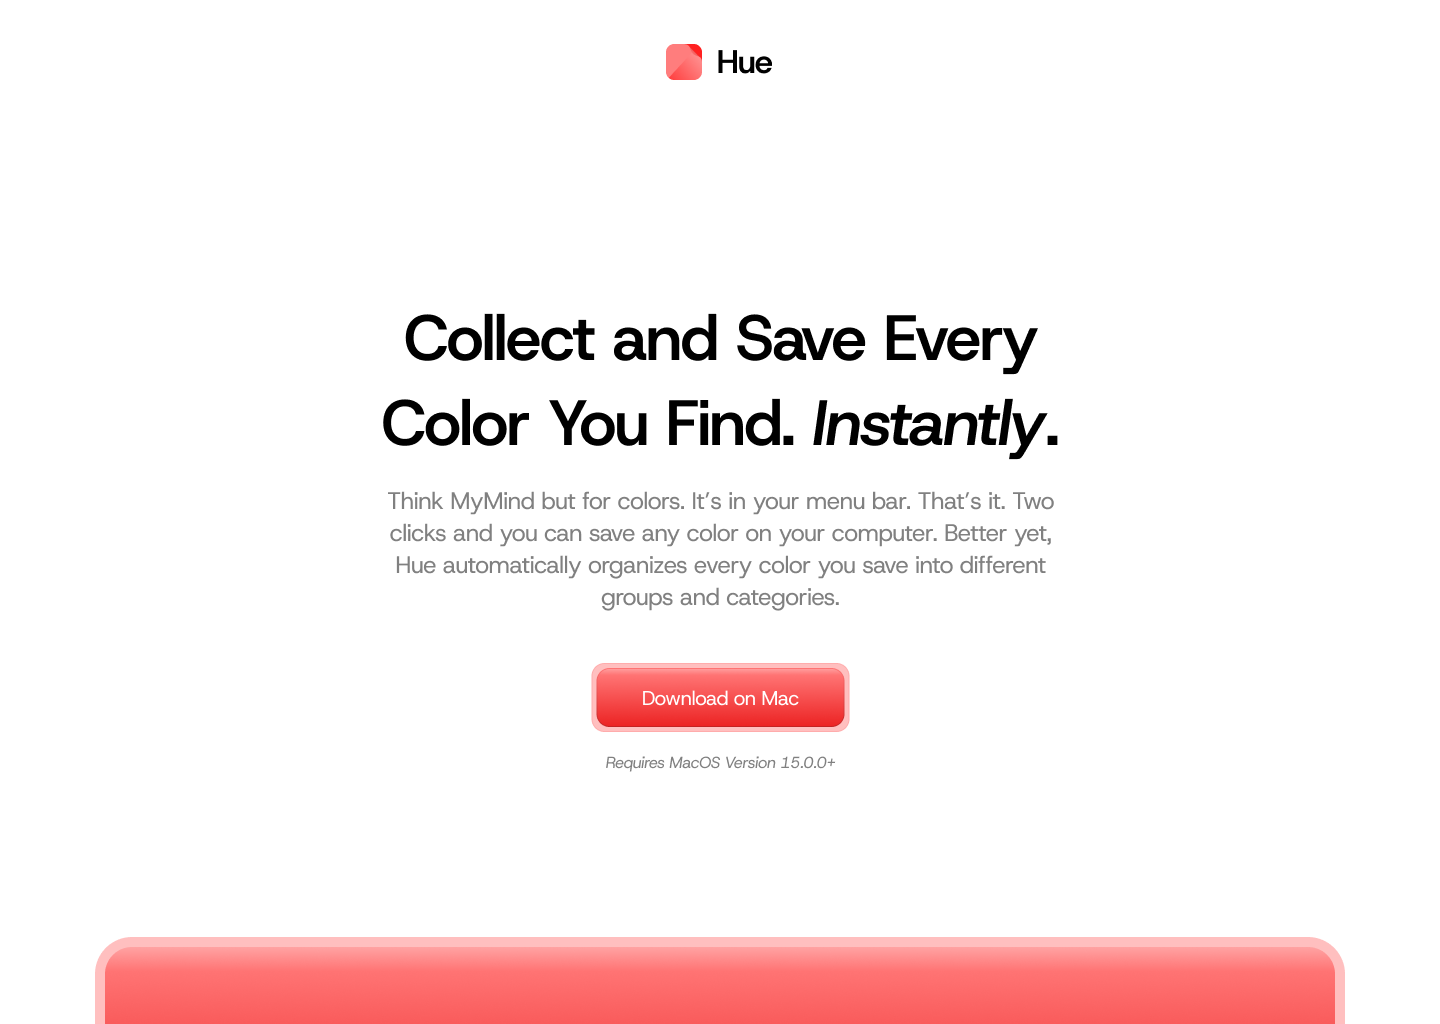 Hue
Collect and Save Every
Color You Find. Instantly.
Think MyMind but for colors. It’s in your menu bar. That’s it. Two
clicks and you can save any color on your computer. Better yet,
Hue automatically organizes every color you save into different
groups and categories.
Download on Mac
Requires MacOS Version 15.0.0+